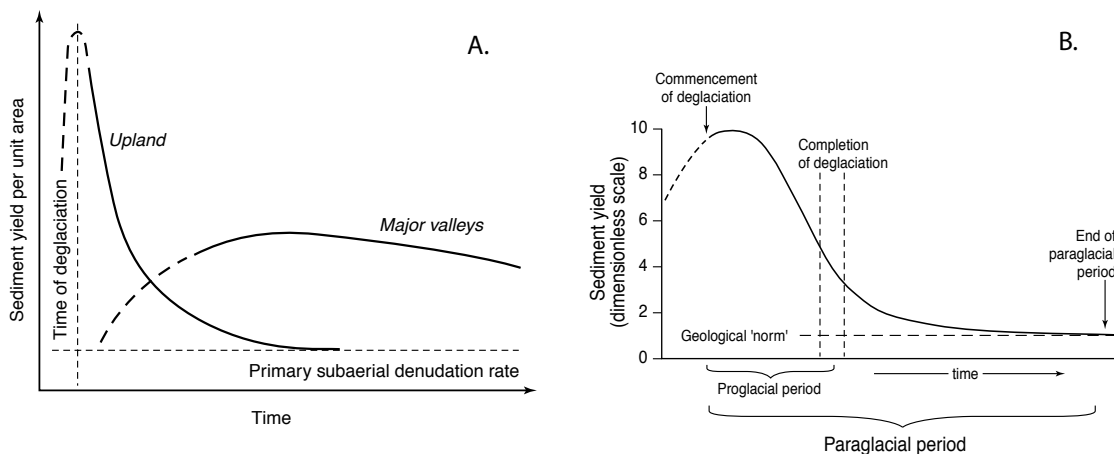 A.
Sediment yield per unit area
Time of deglaciation
Upland
Major valleys
Primary subaerial denudation rate
Time
B.
Commencement
of deglaciation
Completion
of deglaciation
End of
paraglacial
period
Sediment yield
(dimensionless scale)
10
8
6
4
2
0
Geological 'norm'
time
Proglacial period
Paraglacial period